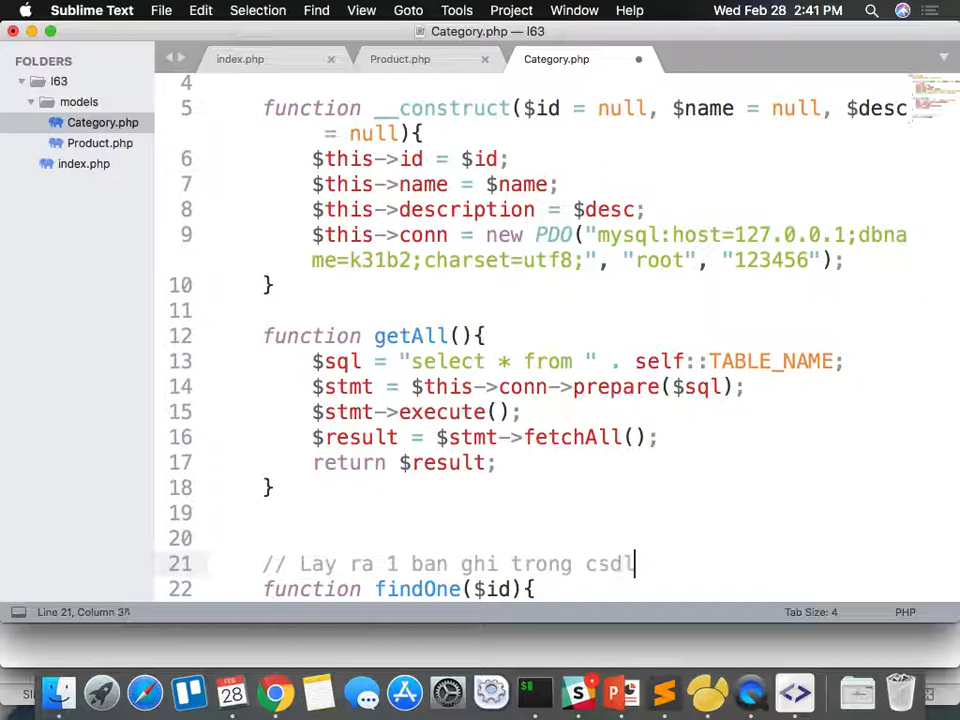 Sublime Text File Edit Selection Find View Goto Tools Project Window Help Wed Feb 28 2:41 PM
Category.php — l63
FOLDERS
l63
models
Category.php
Product.php
index.php
index.php Product.php Category.php
4
5 function __construct($id = null, $name = null, $desc
= null){
6 $this->id = $id;
7 $this->name = $name;
8 $this->description = $desc;
9 $this->conn = new PDO("mysql:host=127.0.0.1;dbna
me=k31b2;charset=utf8;", "root", "123456");
10 }
11
12 function getAll(){
13 $sql = "select * from " . self::TABLE_NAME;
14 $stmt = $this->conn->prepare($sql);
15 $stmt->execute();
16 $result = $stmt->fetchAll();
17 return $result;
18 }
19
20
21 // Lay ra 1 ban ghi trong csdl
22 function findOne($id){
Line 21, Column 38 Tab Size: 4 PHP
FEB
28